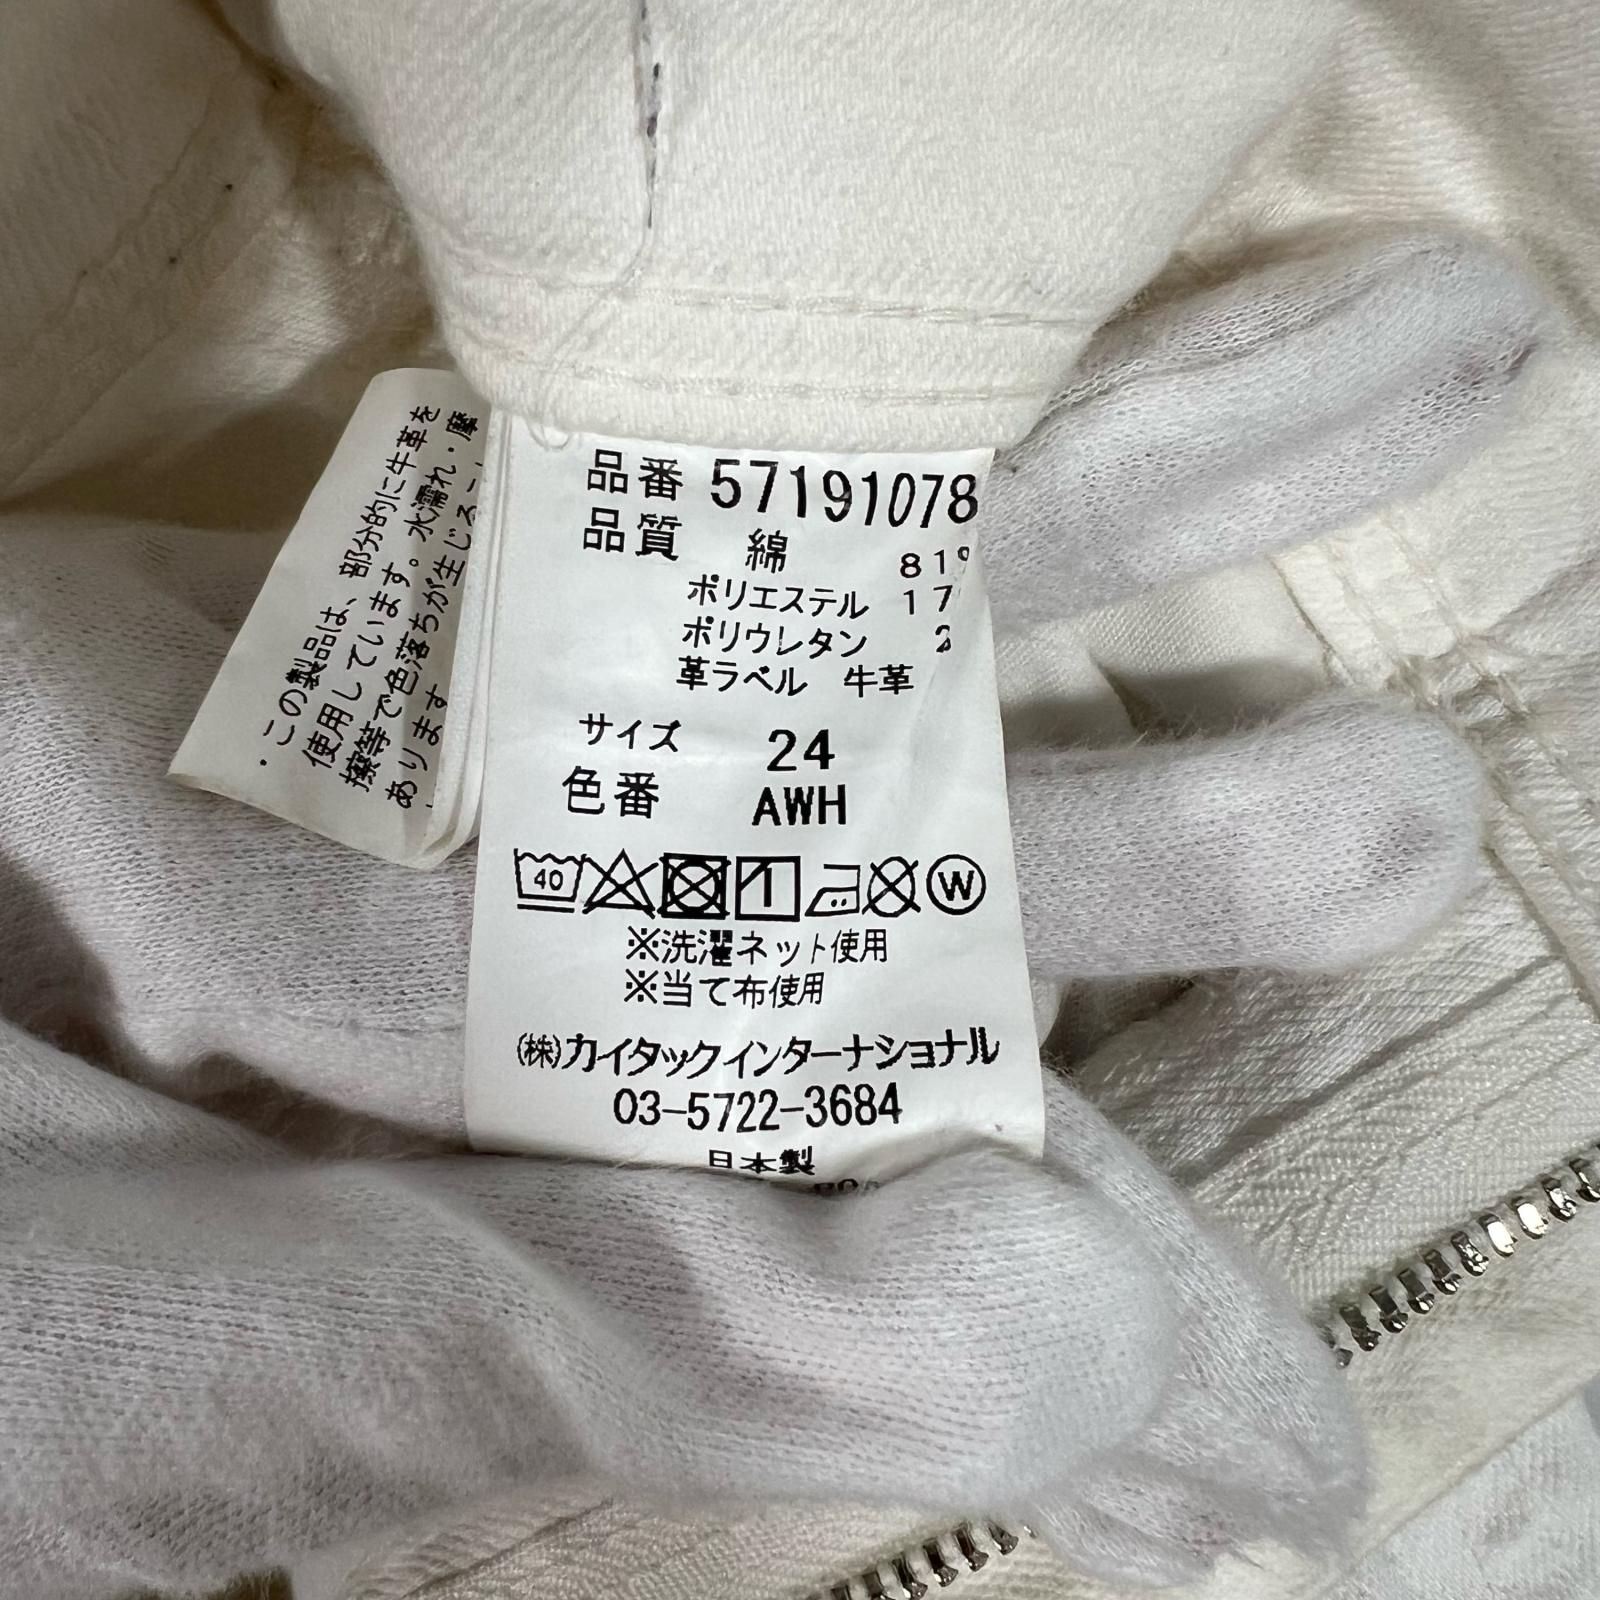 品番 57191078
品質 綿 81%
ポリエステル 17
ポリウレタン 2
革ラベル 牛革
サイズ 24
色番 AWH
40
W
※洗濯ネット使用
※当て布使用
(株)カイタックインターナショナル
03-5722-3684
日本製
・この製品は、部分的に牛革を
使用しています。水濡れ・摩
擦等で色落ちが生じるこ
あります